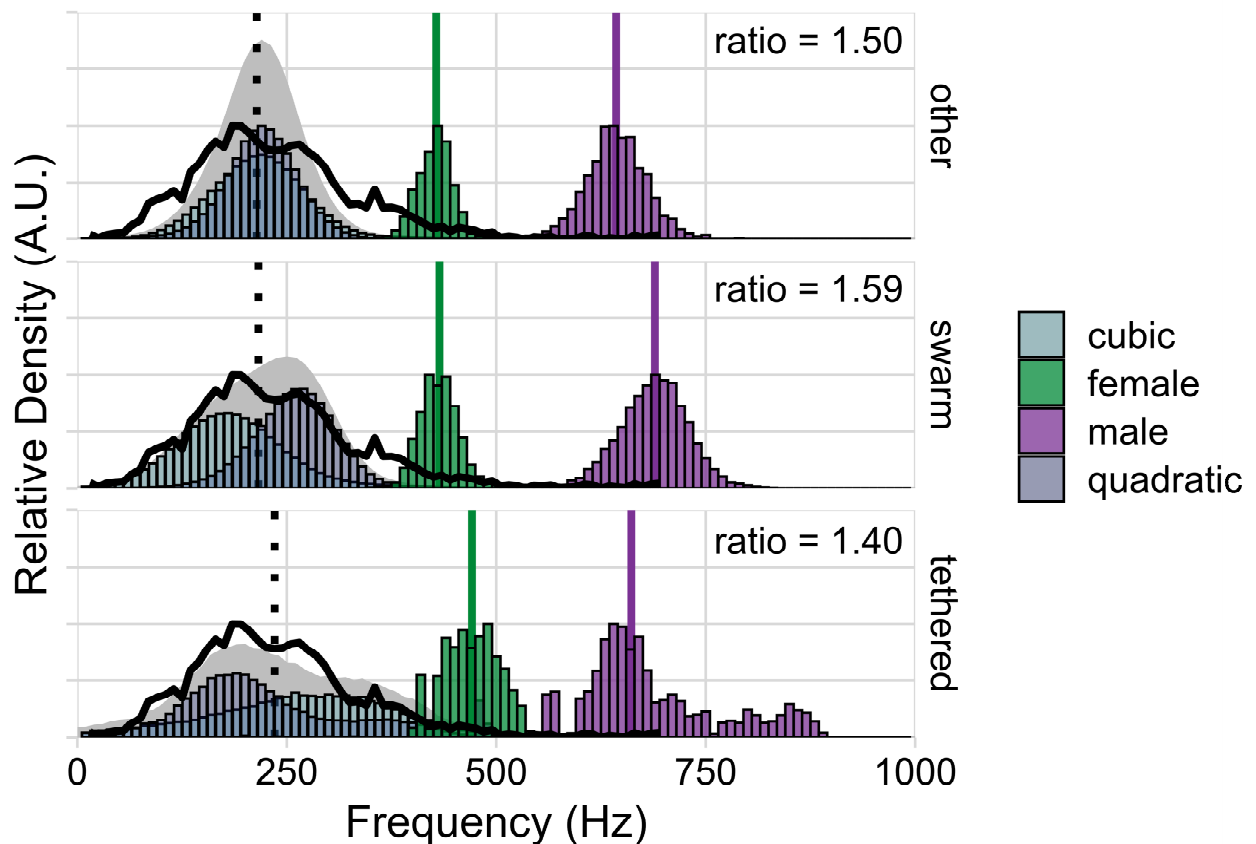 ratio = 1.50
other
ratio = 1.59
swarm
ratio = 1.40
tethered
Relative Density (A.U.)
0 250 500 750 1000
Frequency (Hz)
cubic
female
male
quadratic